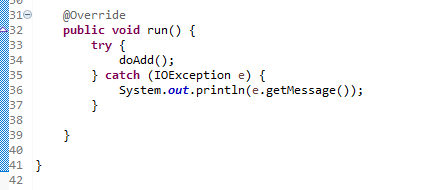 31 @Override
32 public void run() {
33 try {
34 doAdd();
35 } catch (IOException e) {
36 System.out.println(e.getMessage());
37 }
38
39 }
40
41 }
42